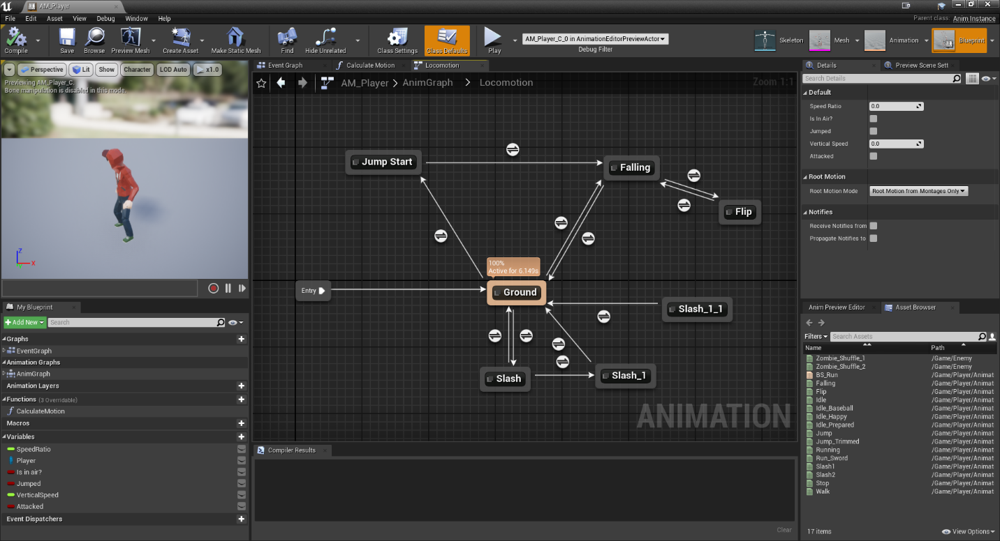 AM_Player
File Edit Asset View Debug Window Help
Parent class: Anim Instance
Compile Save Browse Preview Mesh Create Asset Make Static Mesh Find Hide Unrelated Class Settings Class Defaults Play
AM_Player_C_0 in AnimationEditorPreviewActor
Debug Filter
Skeleton Mesh Animation Blueprint
Perspective Lit Show Character LOD Auto x1.0
Previewing AM_Player_C.
Bone manipulation is disabled in this mode.
Z
X
My Blueprint
Add New Search
Graphs
EventGraph
Animation Graphs
AnimGraph
Animation Layers
Functions (3 Overridable)
CalculateMotion
Macros
Variables
SpeedRatio
Player
Is in air?
Jumped
VerticalSpeed
Attacked
Event Dispatchers
Event Graph Calculate Motion Locomotion
AM_Player > AnimGraph > Locomotion
Zoom 1:1
Jump Start
Falling
Flip
100%
Active for 6.149s
Entry
Ground
Slash_1_1
Slash
Slash_1
ANIMATION
Compiler Results
Clear
Details Preview Scene Sett
Search Details
Default
Speed Ratio 0.0
Is In Air?
Jumped
Vertical Speed 0.0
Attacked
Root Motion
Root Motion Mode Root Motion from Montages Only
Notifies
Receive Notifies from
Propagate Notifies to
Anim Preview Editor Asset Browser
Filters Search Assets
Name Path
Zombie_Shuffle_1 /Game/Enemy
Zombie_Shuffle_2 /Game/Enemy
BS_Run /Game/Player/Animat
Falling /Game/Player/Animat
Flip /Game/Player/Animat
Idle /Game/Player/Animat
Idle_Baseball /Game/Player/Animat
Idle_Happy /Game/Player/Animat
Idle_Prepared /Game/Player/Animat
Jump /Game/Player/Animat
Jump_Trimmed /Game/Player/Animat
Running /Game/Player/Animat
Run_Sword /Game/Player/Animat
Slash1 /Game/Player/Animat
Slash2 /Game/Player/Animat
Stop /Game/Player/Animat
Walk /Game/Player/Animat
17 items
View Options